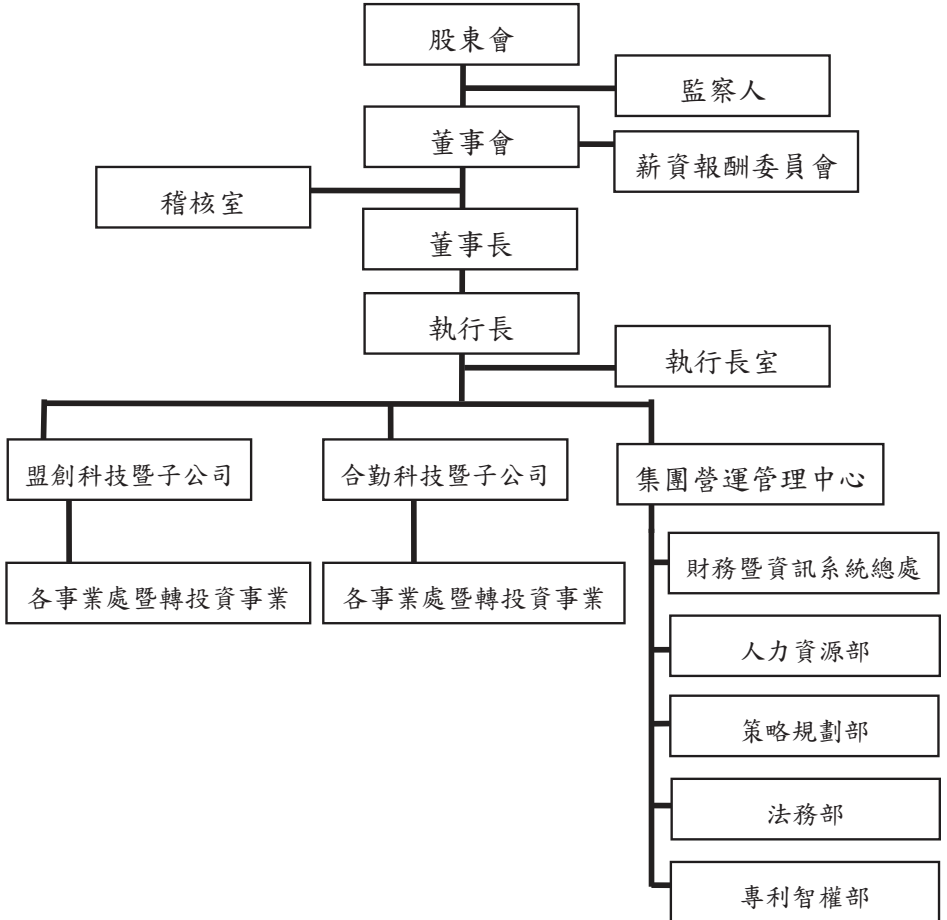 股東會
監察人
董事會
薪資報酬委員會
稽核室
董事長
執行長
執行長室
盟創科技暨子公司
合勤科技暨子公司
集團營運管理中心
各事業處暨轉投資事業
各事業處暨轉投資事業
財務暨資訊系統總處
人力資源部
策略規劃部
法務部
專利智權部